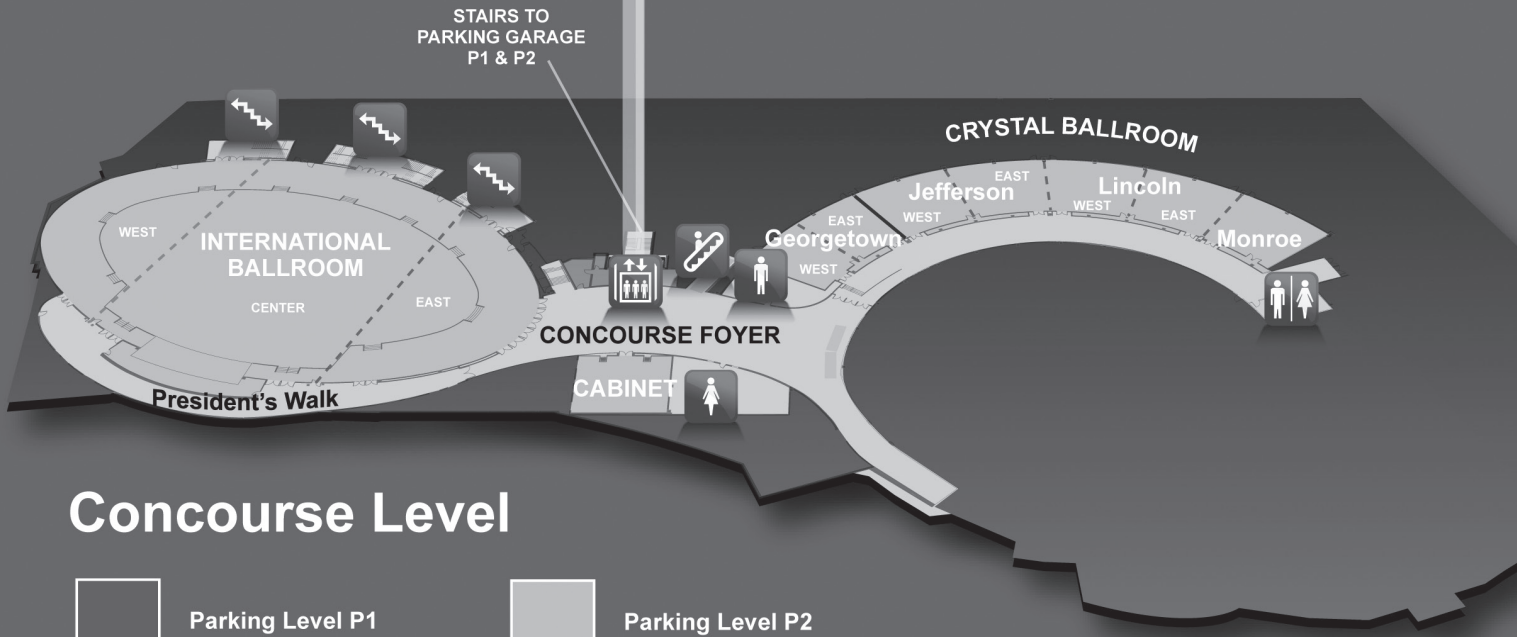 STAIRS TO
PARKING GARAGE
P1 & P2
CRYSTAL BALLROOM
EAST
Jefferson
WEST
Lincoln
WEST
EAST
EAST
Georgetown
WEST
Monroe
WEST
INTERNATIONAL
BALLROOM
CENTER
EAST
CONCOURSE FOYER
CABINET
President's Walk
Concourse Level
Parking Level P1
Parking Level P2